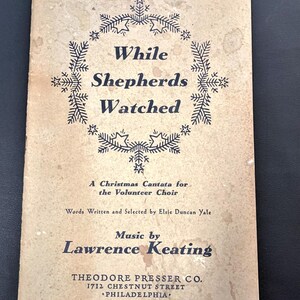 While
Shepherds
Watched
A Christmas Cantata for
the Volunteer Choir
Words Written and Selected by Elsie Duncan Yale
Music by
Lawrence Keating
THEODORE PRESSER CO.
1712 CHESTNUT STREET
• PHILADELPHIA •